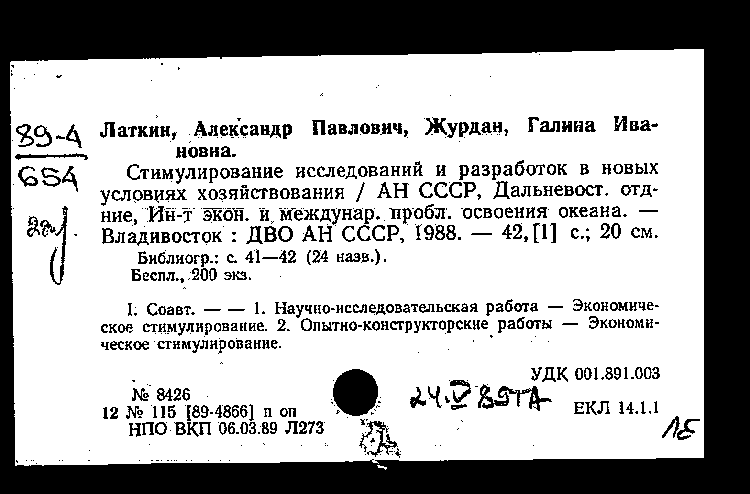 89-4 Латкин, Александр Павлович, Журдан, Галина Ива-
новна.
654
Стимулирование исследований и разработок в новых
условиях хозяйствования / АН СССР, Дальневост. отд-
ние, Ин-т экон. и междунар. пробл. освоения океана. —
Владивосток : ДВО АН СССР, 1988. — 42, [1] с.; 20 см.
Библиогр.: с. 41—42 (24 назв.).
Беспл., 200 экз.
I. Соавт. — — 1. Научно-исследовательская работа — Экономиче-
ское стимулирование. 2. Опытно-конструкторские работы — Экономи-
ческое стимулирование.
УДК 001.891.003
№ 8426
12 № 115 [89-4866] п оп
24.V 89
ЕКЛ 14.1.1
НПО ВКП 06.03.89 Л273